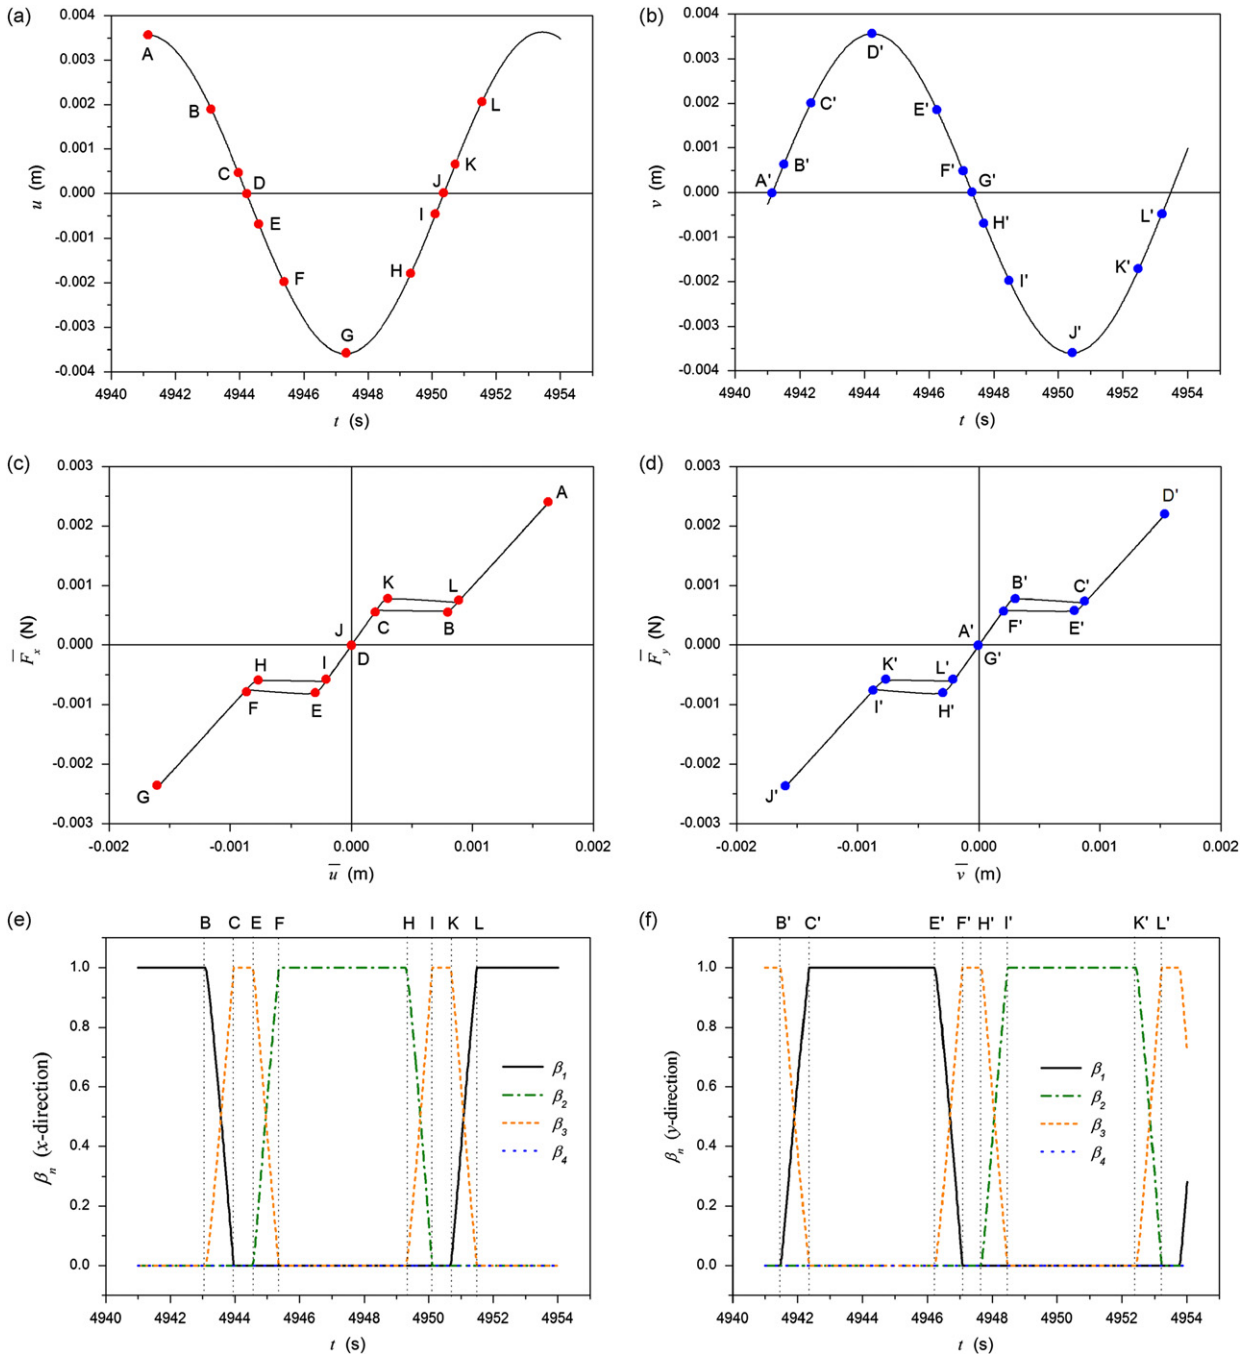 (a)
0.004
0.003
0.002
0.001
0.000
-0.001
-0.002
-0.003
-0.004
u (m)
A
B
C
D
E
F
G
H
I
J
K
L
4940 4942 4944 4946 4948 4950 4952 4954
t (s)
(b)
0.004
0.003
0.002
0.001
0.000
-0.001
-0.002
-0.003
-0.004
v (m)
A'
B'
C'
D'
E'
F'
G'
H'
I'
J'
K'
L'
4940 4942 4944 4946 4948 4950 4952 4954
t (s)
(c)
0.003
0.002
0.001
0.000
-0.001
-0.002
-0.003
F̅x (N)
A
K
L
C
B
J
D
H
I
F
E
G
-0.002 -0.001 0.000 0.001 0.002
u̅ (m)
(d)
0.003
0.002
0.001
0.000
-0.001
-0.002
-0.003
F̅y (N)
D'
B'
C'
F'
E'
A'
G'
K'
L'
I'
H'
J'
-0.002 -0.001 0.000 0.001 0.002
v̅ (m)
(e)
B C E F H I K L
1.0
0.8
0.6
0.4
0.2
0.0
βn (x-direction)
β1
β2
β3
β4
4940 4942 4944 4946 4948 4950 4952 4954
t (s)
(f)
B' C' E' F' H' I' K' L'
1.0
0.8
0.6
0.4
0.2
0.0
βn (y-direction)
β1
β2
β3
β4
4940 4942 4944 4946 4948 4950 4952 4954
t (s)